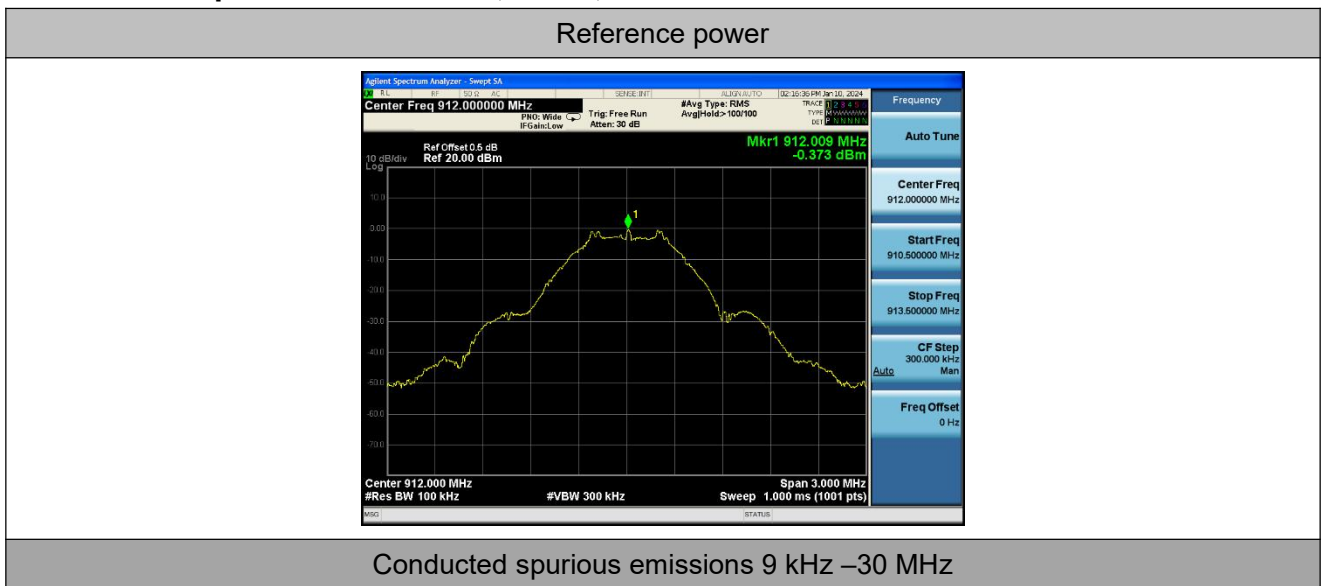 Reference power
Agilent Spectrum Analyzer - Swept SA
RL RF 50 Ω AC SENSE:INT ALIGN AUTO 02:16:36 PM Jan 10, 2024
Center Freq 912.000000 MHz
#Avg Type: RMS
TRACE 1 2 3 4 5 6
PNO: Wide
Trig: Free Run
Avg|Hold:>100/100
TYPE M
IFGain:Low
Atten: 30 dB
DET P N N N N N
Mkr1 912.009 MHz
-0.373 dBm
Ref Offset 0.5 dB
10 dB/div Ref 20.00 dBm
Log
10.0
0.00
-10.0
-20.0
-30.0
-40.0
-50.0
-60.0
-70.0
1
Center 912.000 MHz
Span 3.000 MHz
#Res BW 100 kHz
#VBW 300 kHz
Sweep 1.000 ms (1001 pts)
MSG
STATUS
Frequency
Auto Tune
Center Freq
912.000000 MHz
Start Freq
910.500000 MHz
Stop Freq
913.500000 MHz
CF Step
300.000 kHz
Auto Man
Freq Offset
0 Hz
Conducted spurious emissions 9 kHz –30 MHz